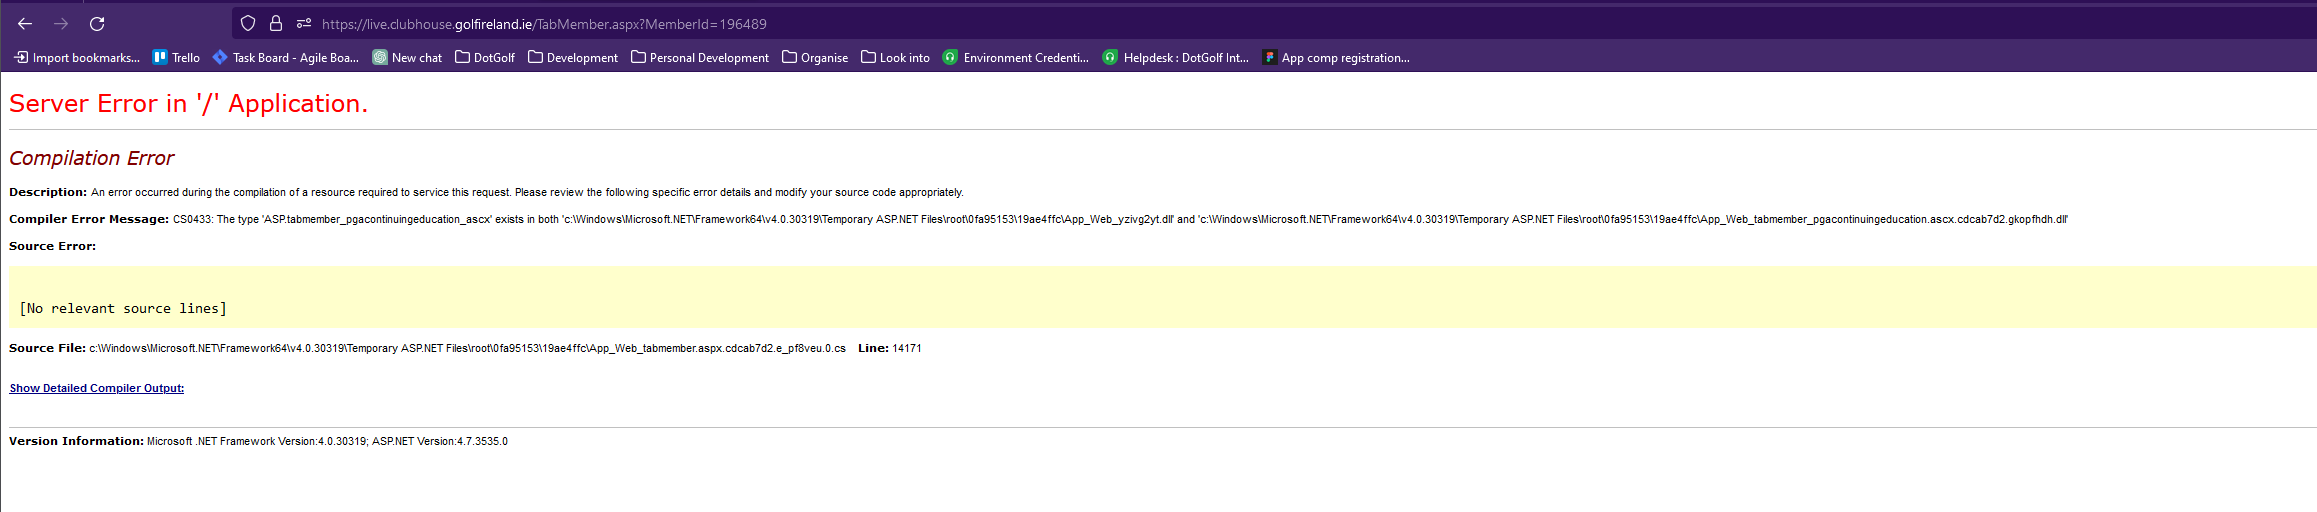 https://live.clubhouse.golfireland.ie/TabMember.aspx?MemberId=196489
Import bookmarks... Trello Task Board - Agile Boa... New chat DotGolf Development Personal Development Organise Look into Environment Credenti... Helpdesk : DotGolf Int... App comp registration...
Server Error in '/' Application.
Compilation Error
Description: An error occurred during the compilation of a resource required to service this request. Please review the following specific error details and modify your source code appropriately.
Compiler Error Message: CS0433: The type 'ASP.tabmember_pgacontinuingeducation_ascx' exists in both 'c:\Windows\Microsoft.NET\Framework64\v4.0.30319\Temporary ASP.NET Files\root\0fa95153\19ae4ffc\App_Web_yzivg2yt.dll' and 'c:\Windows\Microsoft.NET\Framework64\v4.0.30319\Temporary ASP.NET Files\root\0fa95153\19ae4ffc\App_Web_tabmember_pgacontinuingeducation.ascx.cdcab7d2.gkopfhdh.dll'
Source Error:
[No relevant source lines]
Source File: c:\Windows\Microsoft.NET\Framework64\v4.0.30319\Temporary ASP.NET Files\root\0fa95153\19ae4ffc\App_Web_tabmember.aspx.cdcab7d2.e_pf8veu.0.cs Line: 14171
Show Detailed Compiler Output:
Version Information: Microsoft .NET Framework Version:4.0.30319; ASP.NET Version:4.7.3535.0